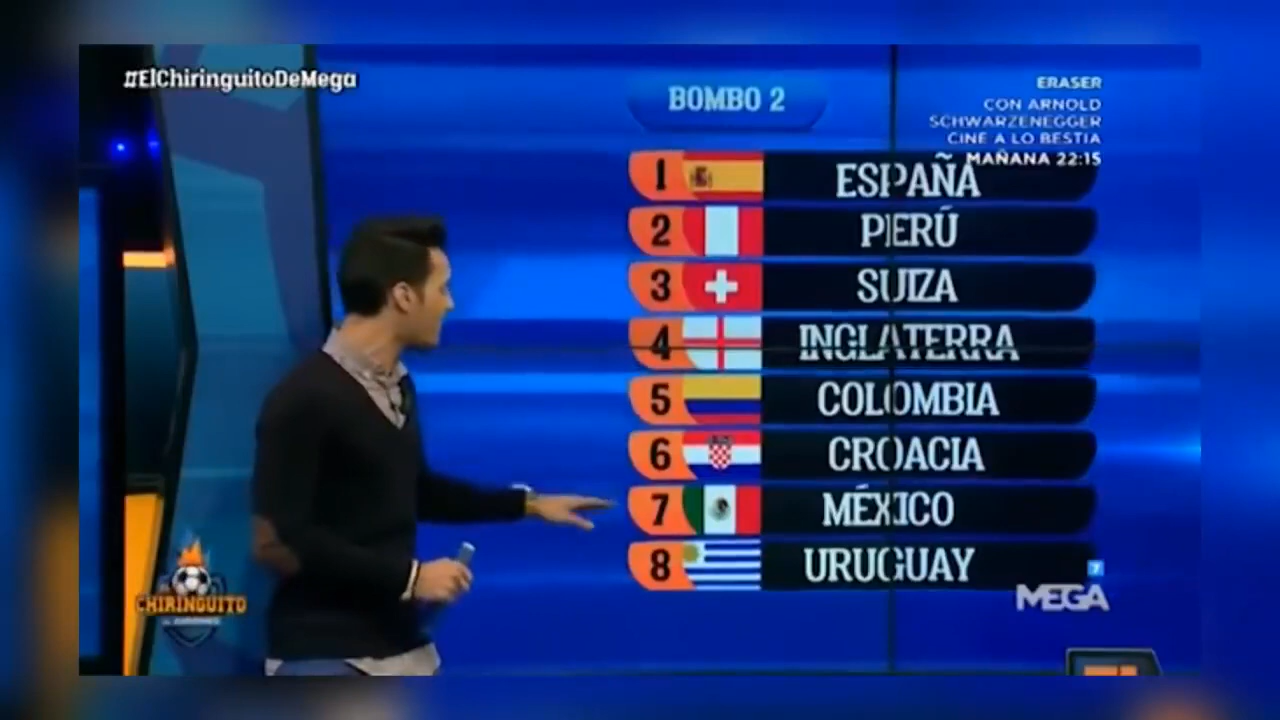 #ElChiringuitoDeMega
BOMBO 2
ERASER
CON ARNOLD
SCHWARZENEGGER
CINE A LO BESTIA
MAÑANA 22:15
1 ESPAÑA
2 PERÚ
3 SUIZA
4 INGLATERRA
5 COLOMBIA
6 CROACIA
7 MÉXICO
8 URUGUAY
7
MEGA
CHIRINGUITO